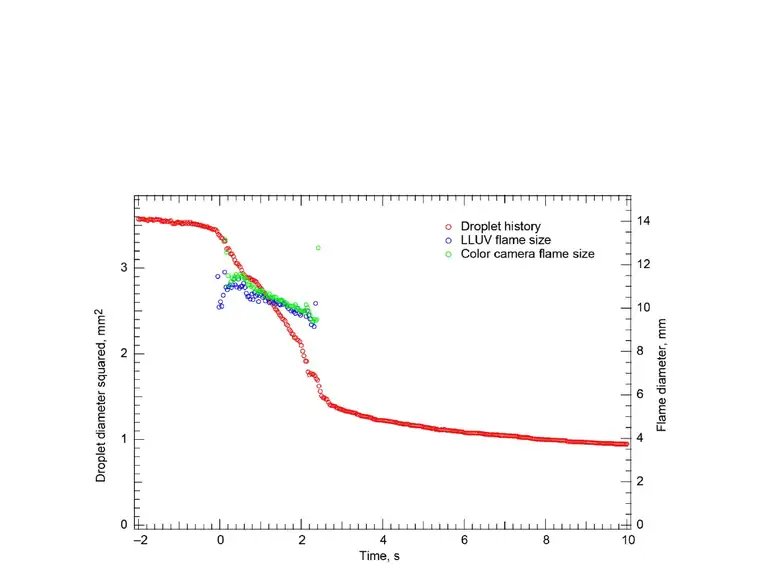 Droplet history
LLUV flame size
Color camera flame size
Droplet diameter squared, mm2
3
2
1
0
14
12
10
8
6
4
2
0
Flame diameter, mm
–2 0 2 4 6 8 10
Time, s